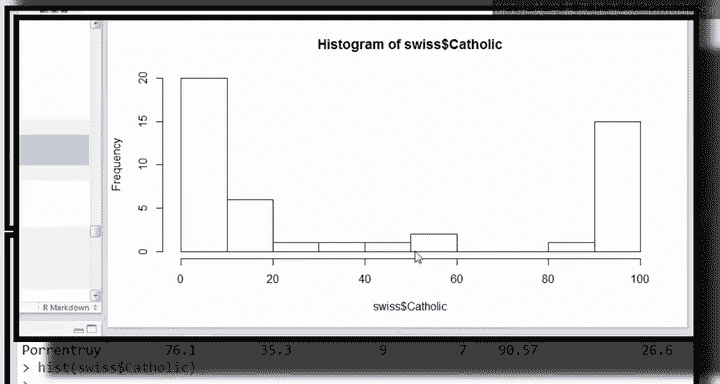 Histogram of swiss$Catholic
Frequency
20
15
10
5
0
0 20 40 60 80 100
swiss$Catholic
R Markdown
Porrentruy 76.1 35.3 9 7 90.57 26.6
> hist(swiss$Catholic)
>